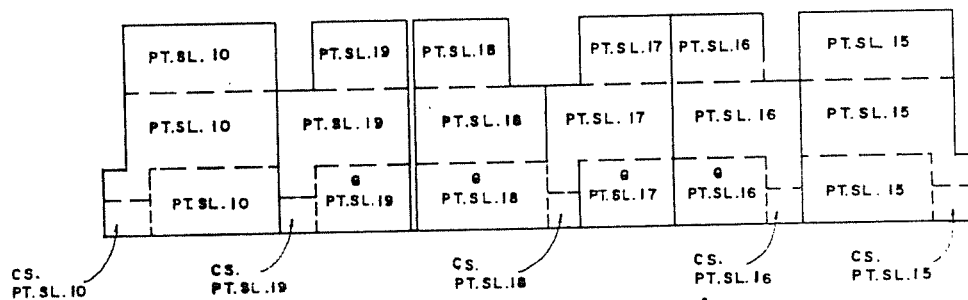 PT.SL. 10
PT.SL.19
PT.SL.18
PT.SL.17
PT.SL.16
PT.SL. 15
PT.SL. 10
PT.SL.19
PT.SL.18
PT.SL. 17
PT.SL. 16
PT.SL. 15
PT.SL.10
G
PT.SL.19
G
PT.SL.18
G
PT.SL.17
G
PT.SL.16
PT.SL. 15
CS.
PT.SL.10
CS.
PT.SL.19
CS.
PT.SL.18
CS.
PT.SL.16
CS.
PT.SL.15